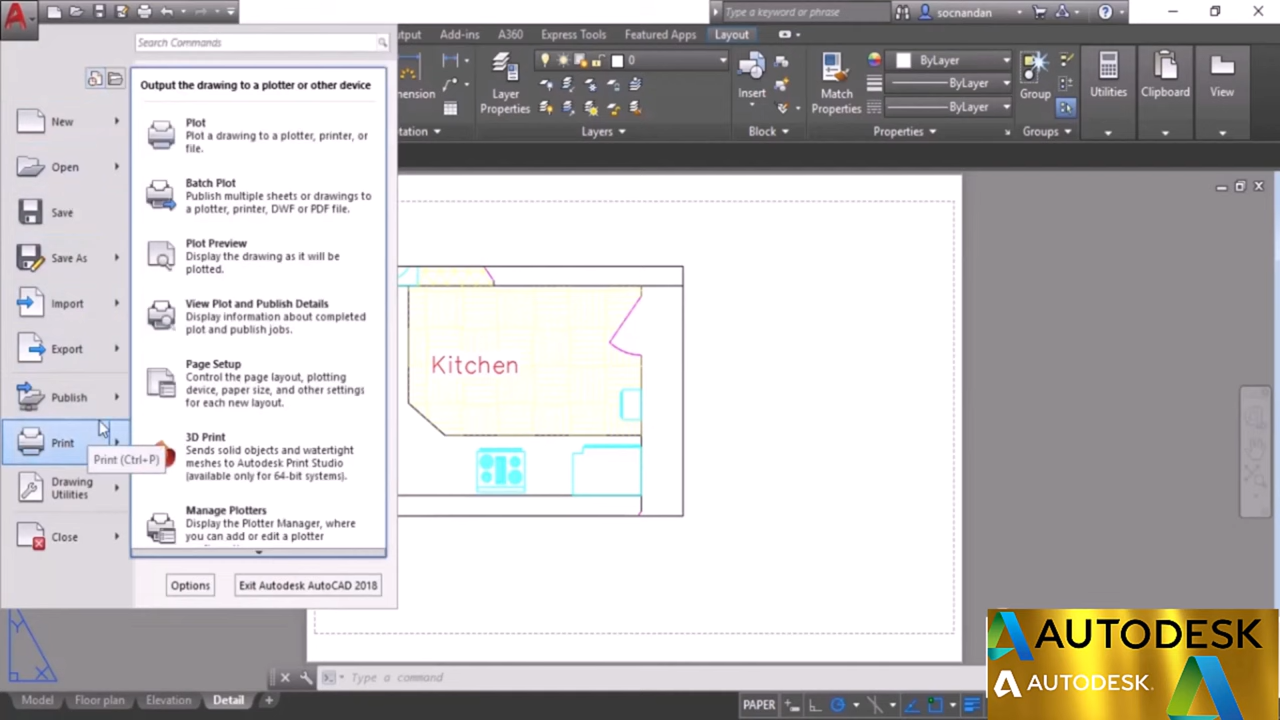 Type a keyword or phrase
socnandan
Search Commands
put
Add-ins
A360
Express Tools
Featured Apps
Layout
Output the drawing to a plotter or other device
0
ByLayer
ByLayer
ByLayer
mension
Layer
Properties
Insert
Match
Properties
Group
Utilities
Clipboard
View
tation
Layers
Block
Properties
Groups
New
Open
Save
Save As
Import
Export
Publish
Print
Print (Ctrl+P)
Drawing
Utilities
Close
Plot
Plot a drawing to a plotter, printer, or
file.
Batch Plot
Publish multiple sheets or drawings to
a plotter, printer, DWF or PDF file.
Plot Preview
Display the drawing as it will be
plotted.
View Plot and Publish Details
Display information about completed
plot and publish jobs.
Page Setup
Control the page layout, plotting
device, paper size, and other settings
for each new layout.
3D Print
Sends solid objects and watertight
meshes to Autodesk Print Studio
(available only for 64-bit systems).
Manage Plotters
Display the Plotter Manager, where
you can add or edit a plotter
Options
Exit Autodesk AutoCAD 2018
Kitchen
Type a command
Model
Floor plan
Elevation
Detail
PAPER
AUTODESK
AUTODESK.